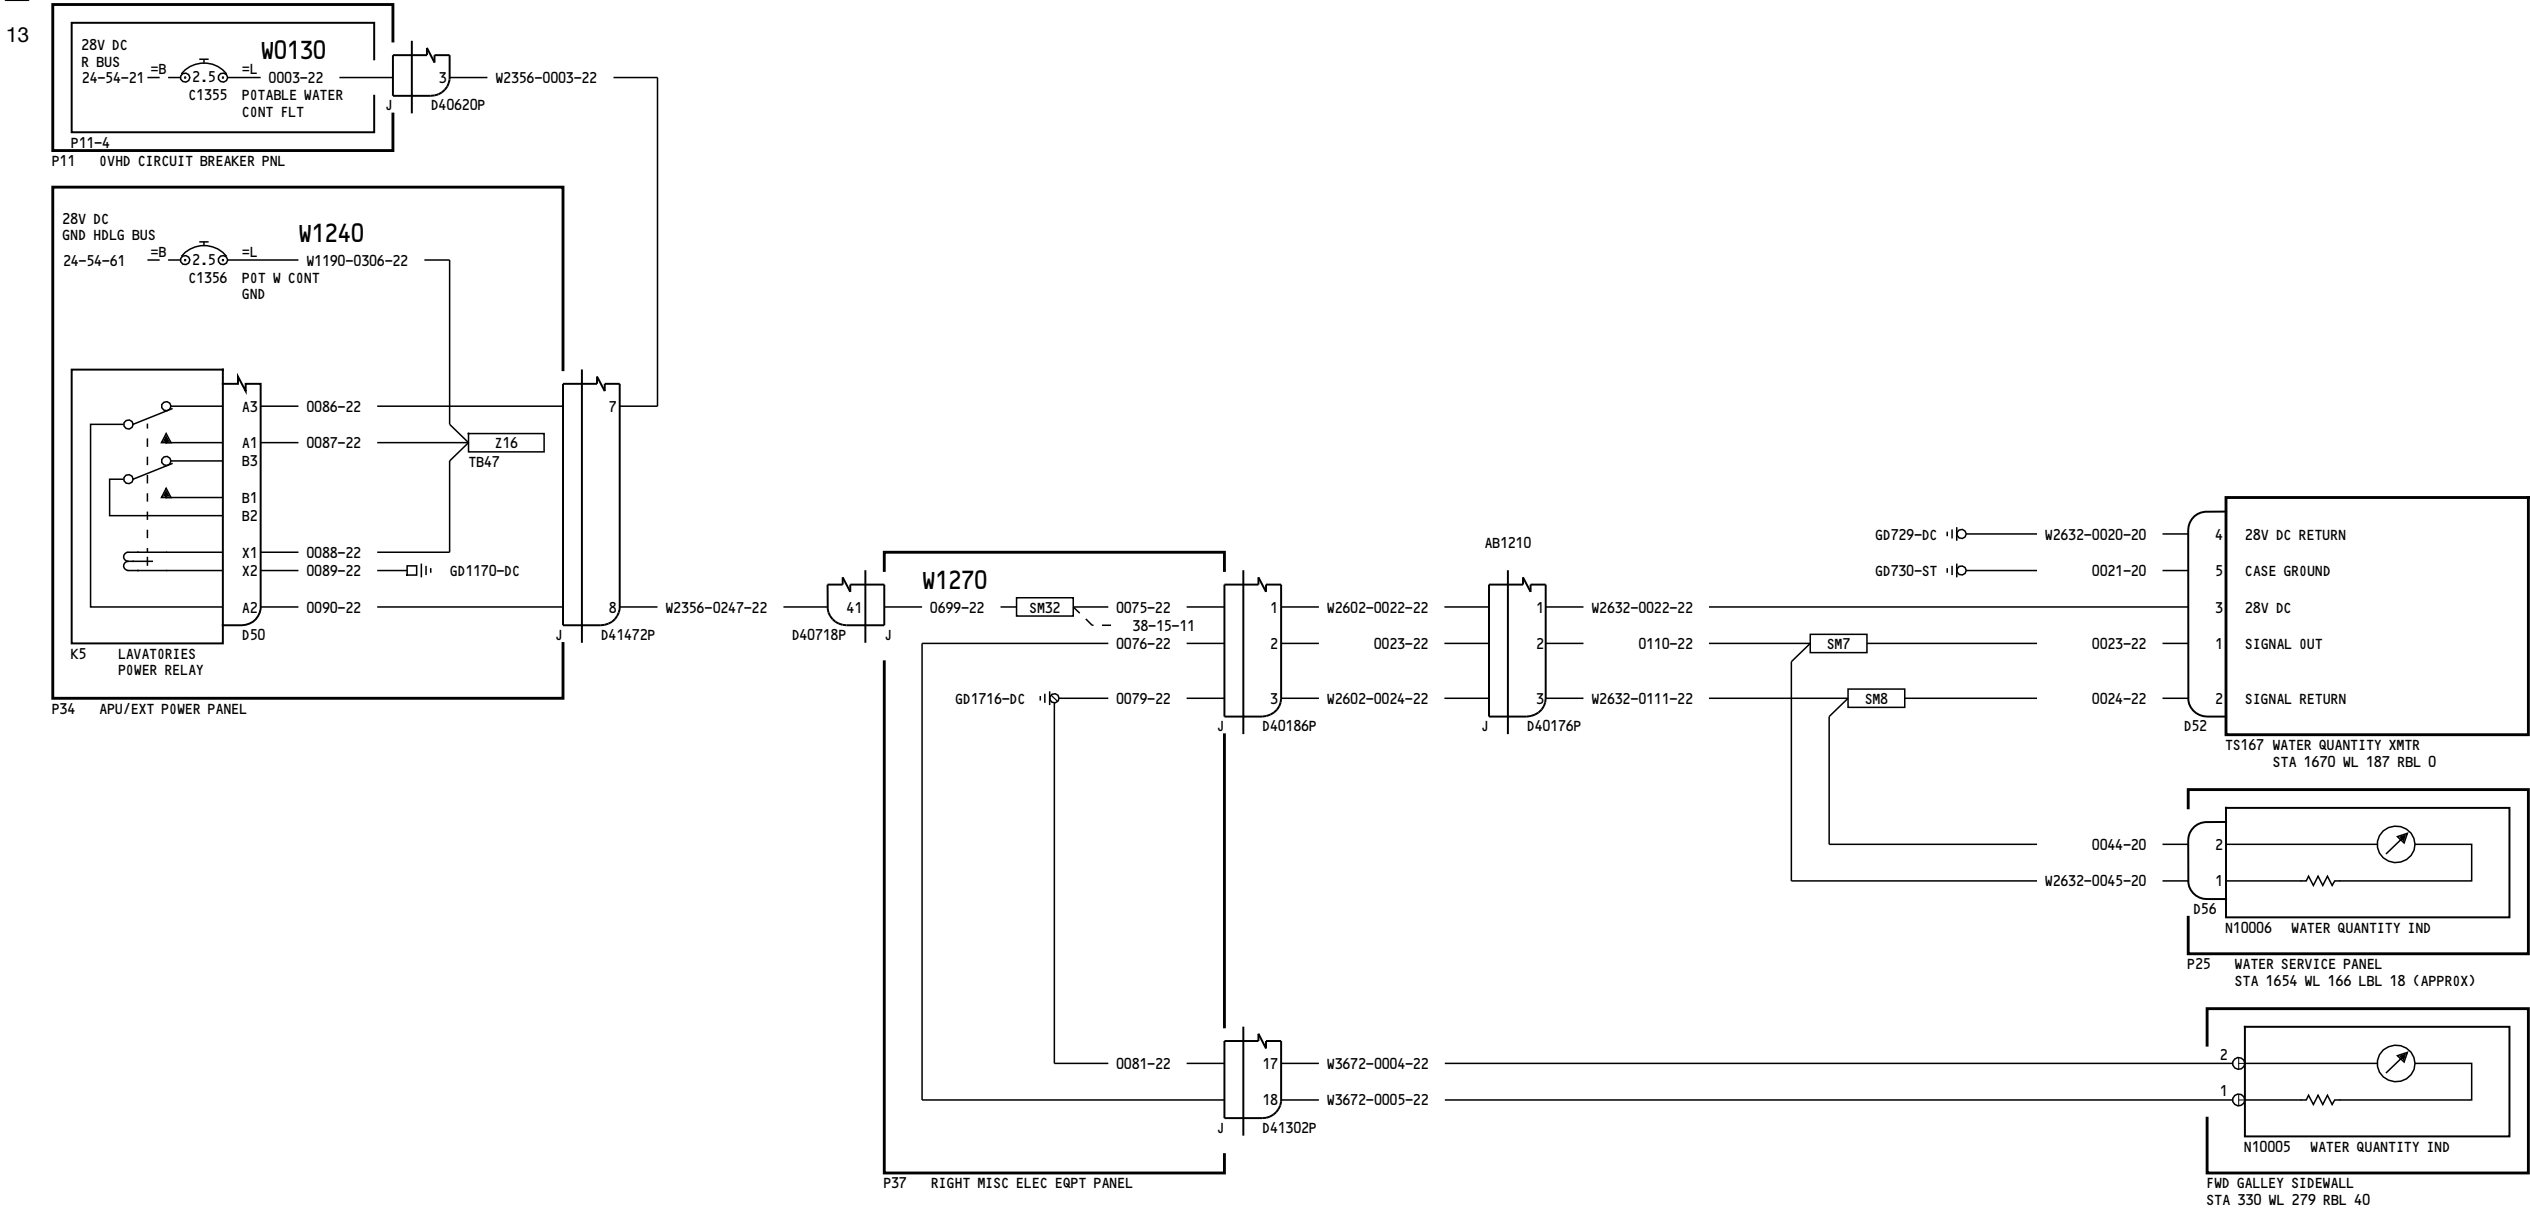 13
28V DC
R BUS
24-54-21
=B
2.5
=L
C1355
W0130
0003-22
POTABLE WATER
CONT FLT
P11-4
P11 OVHD CIRCUIT BREAKER PNL
3
J
D40620P
W2356-0003-22
28V DC
GND HDLG BUS
24-54-61
=B
2.5
=L
C1356
W1240
W1190-0306-22
POT W CONT
GND
A3
0086-22
7
A1
0087-22
Z16
TB47
B3
B1
B2
X1
0088-22
X2
0089-22
GD1170-DC
A2
0090-22
8
D50
J
D41472P
K5 LAVATORIES
POWER RELAY
P34 APU/EXT POWER PANEL
W2356-0247-22
41
D40718P
J
W1270
0699-22
SM32
0075-22
38-15-11
0076-22
GD1716-DC
0079-22
1
2
3
J
D40186P
W2602-0022-22
0023-22
W2602-0024-22
AB1210
1
2
3
J
D40176P
W2632-0022-22
0110-22
W2632-0111-22
SM7
SM8
GD729-DC
W2632-0020-20
4
28V DC RETURN
GD730-ST
0021-20
5
CASE GROUND
3
28V DC
0023-22
1
SIGNAL OUT
0024-22
2
SIGNAL RETURN
D52
TS167 WATER QUANTITY XMTR
STA 1670 WL 187 RBL 0
0044-20
2
W2632-0045-20
1
D56
N10006 WATER QUANTITY IND
P25 WATER SERVICE PANEL
STA 1654 WL 166 LBL 18 (APPROX)
0081-22
17
W3672-0004-22
2
18
W3672-0005-22
1
J
D41302P
N10005 WATER QUANTITY IND
P37 RIGHT MISC ELEC EQPT PANEL
FWD GALLEY SIDEWALL
STA 330 WL 279 RBL 40